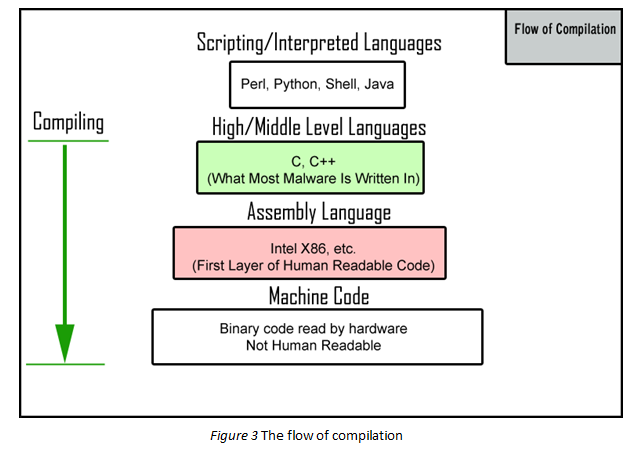 Flow of Compilation
Scripting/Interpreted Languages
Perl, Python, Shell, Java
Compiling
High/Middle Level Languages
C, C++
(What Most Malware Is Written In)
Assembly Language
Intel X86, etc.
(First Layer of Human Readable Code)
Machine Code
Binary code read by hardware
Not Human Readable
Figure 3 The flow of compilation